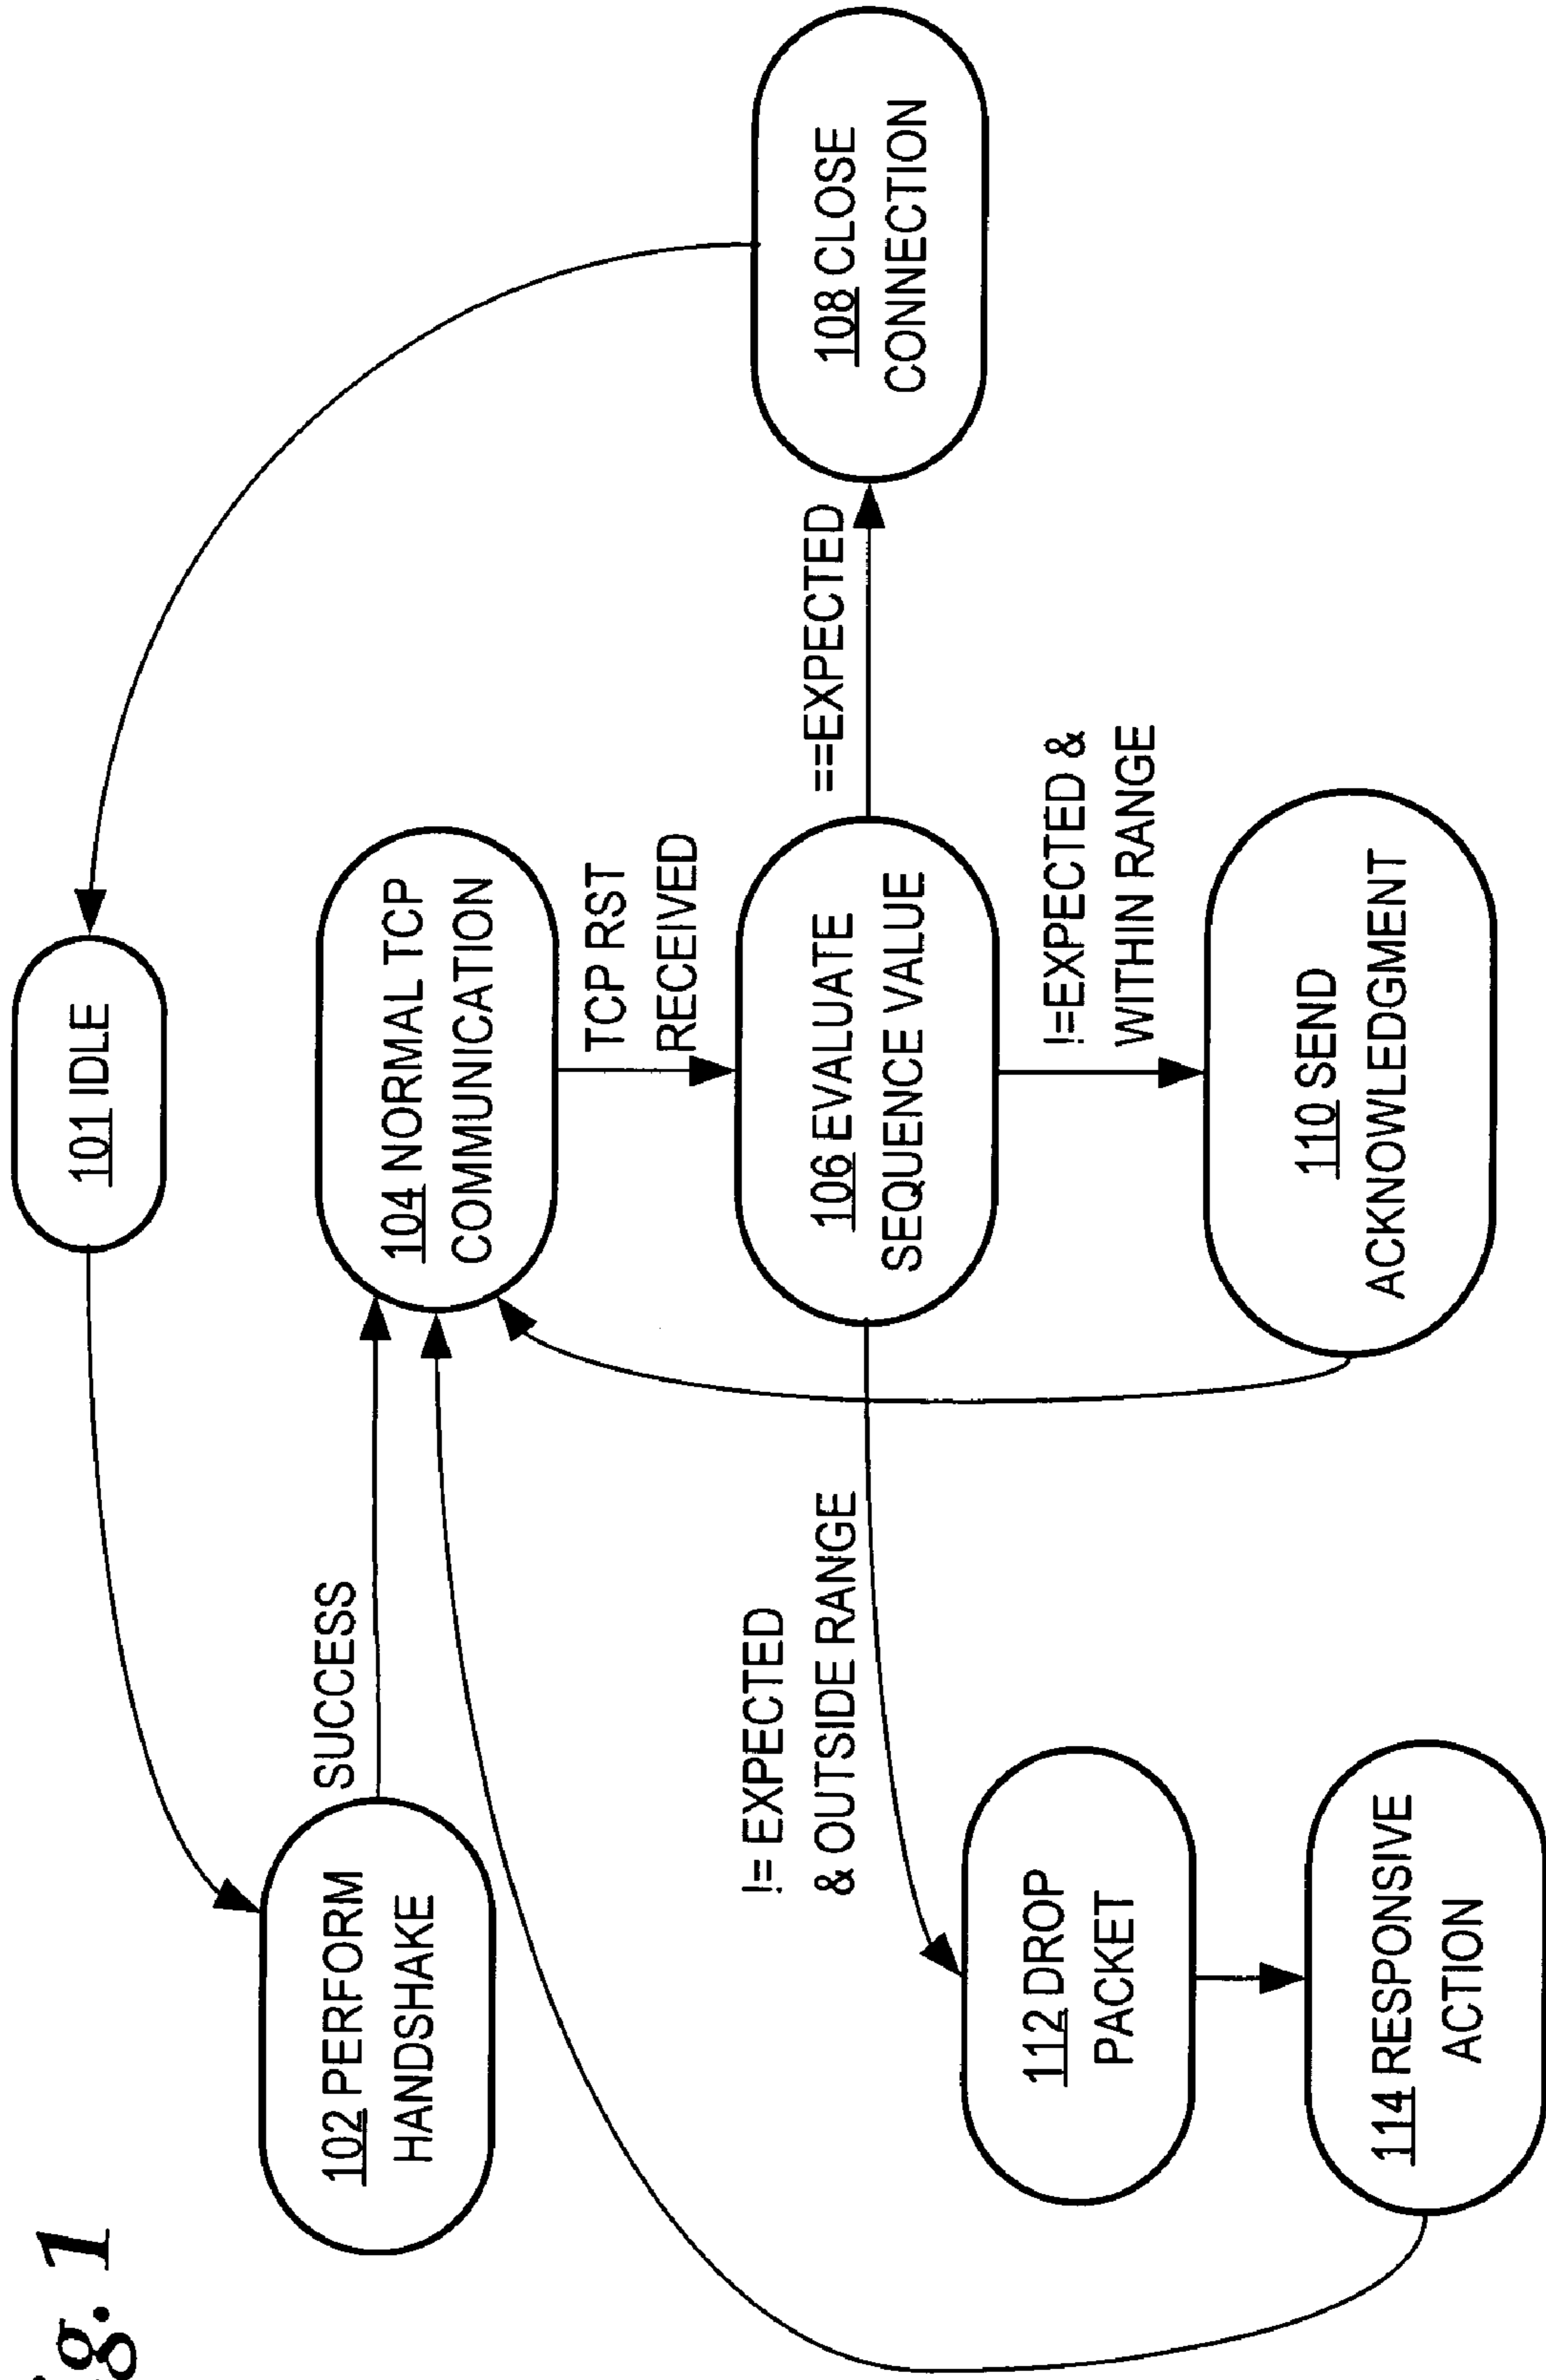 g. 1
101 IDLE
SUCCESS
102 PERFORM
HANDSHAKE
104 NORMAL TCP
COMMUNICATION
TCP RST
RECEIVED
!= EXPECTED
& OUTSIDE RANGE
106 EVALUATE
SEQUENCE VALUE
==EXPECTED
108 CLOSE
CONNECTION
!=EXPECTED &
WITHIN RANGE
112 DROP
PACKET
110 SEND
ACKNOWLEDGMENT
114 RESPONSIVE
ACTION